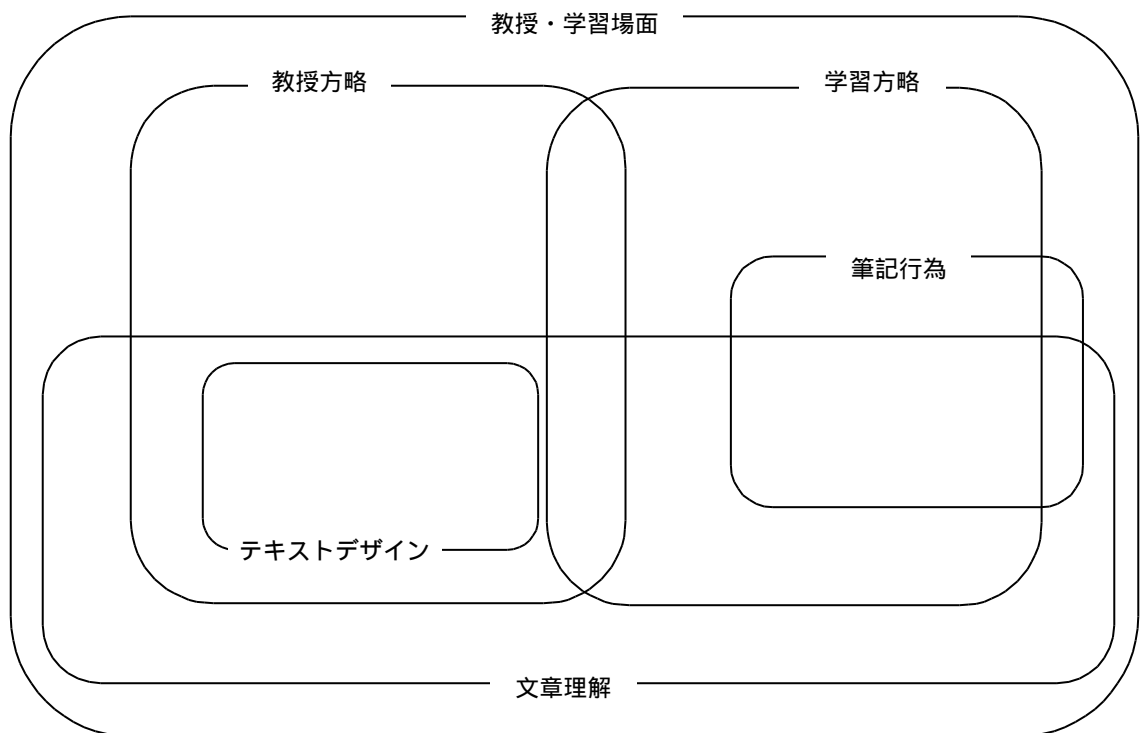 教授・学習場面
教授方略
学習方略
筆記行為
テキストデザイン
文章理解